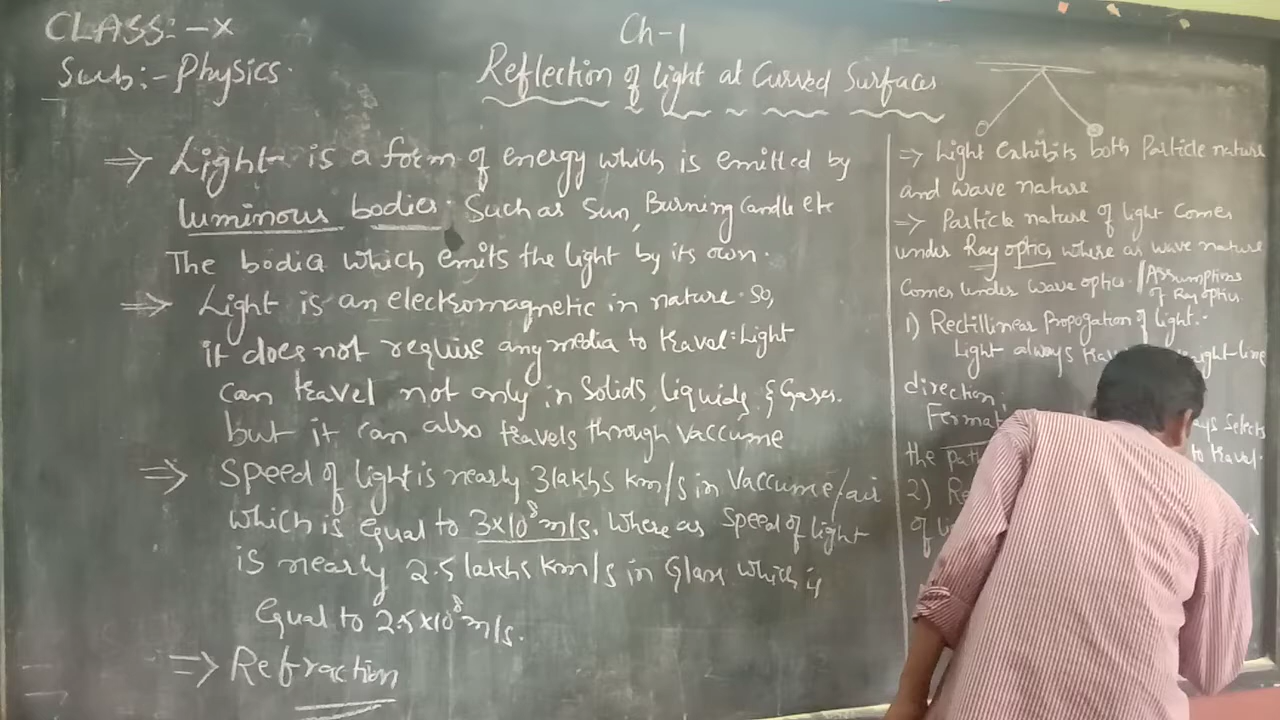 CLASS:-X
Sub:-Physics.
Ch-1
Reflection of light at Curved Surfaces
=> Light is a form of energy which is emitted by
luminous bodies. Such as Sun, Burning Candle etc
The bodies which emits the light by its own.
=> Light is an electromagnetic in nature. So,
it does not require any media to travel. Light
can travel not only in Solids, liquids & Gases.
but it can also travels through Vaccume
=> Speed of light is nearly 3 lakhs km/s in Vaccume/air
which is equal to 3x10⁸m/s. Where as Speed of light
is nearly 2.5 lakhs km/s in Glass which is
Equal to 2.5x10⁸m/s.
=> Refraction
=> Light Exhibits both Particle nature
and wave nature
=> Particle nature of light Comes
under Ray optics where as wave nature
Comes under wave optics. // Assumptions
of Ray optics.
1) Rectillinear Propogation of light.-
Light always
direction.
Selects
the to travel.
2)
of